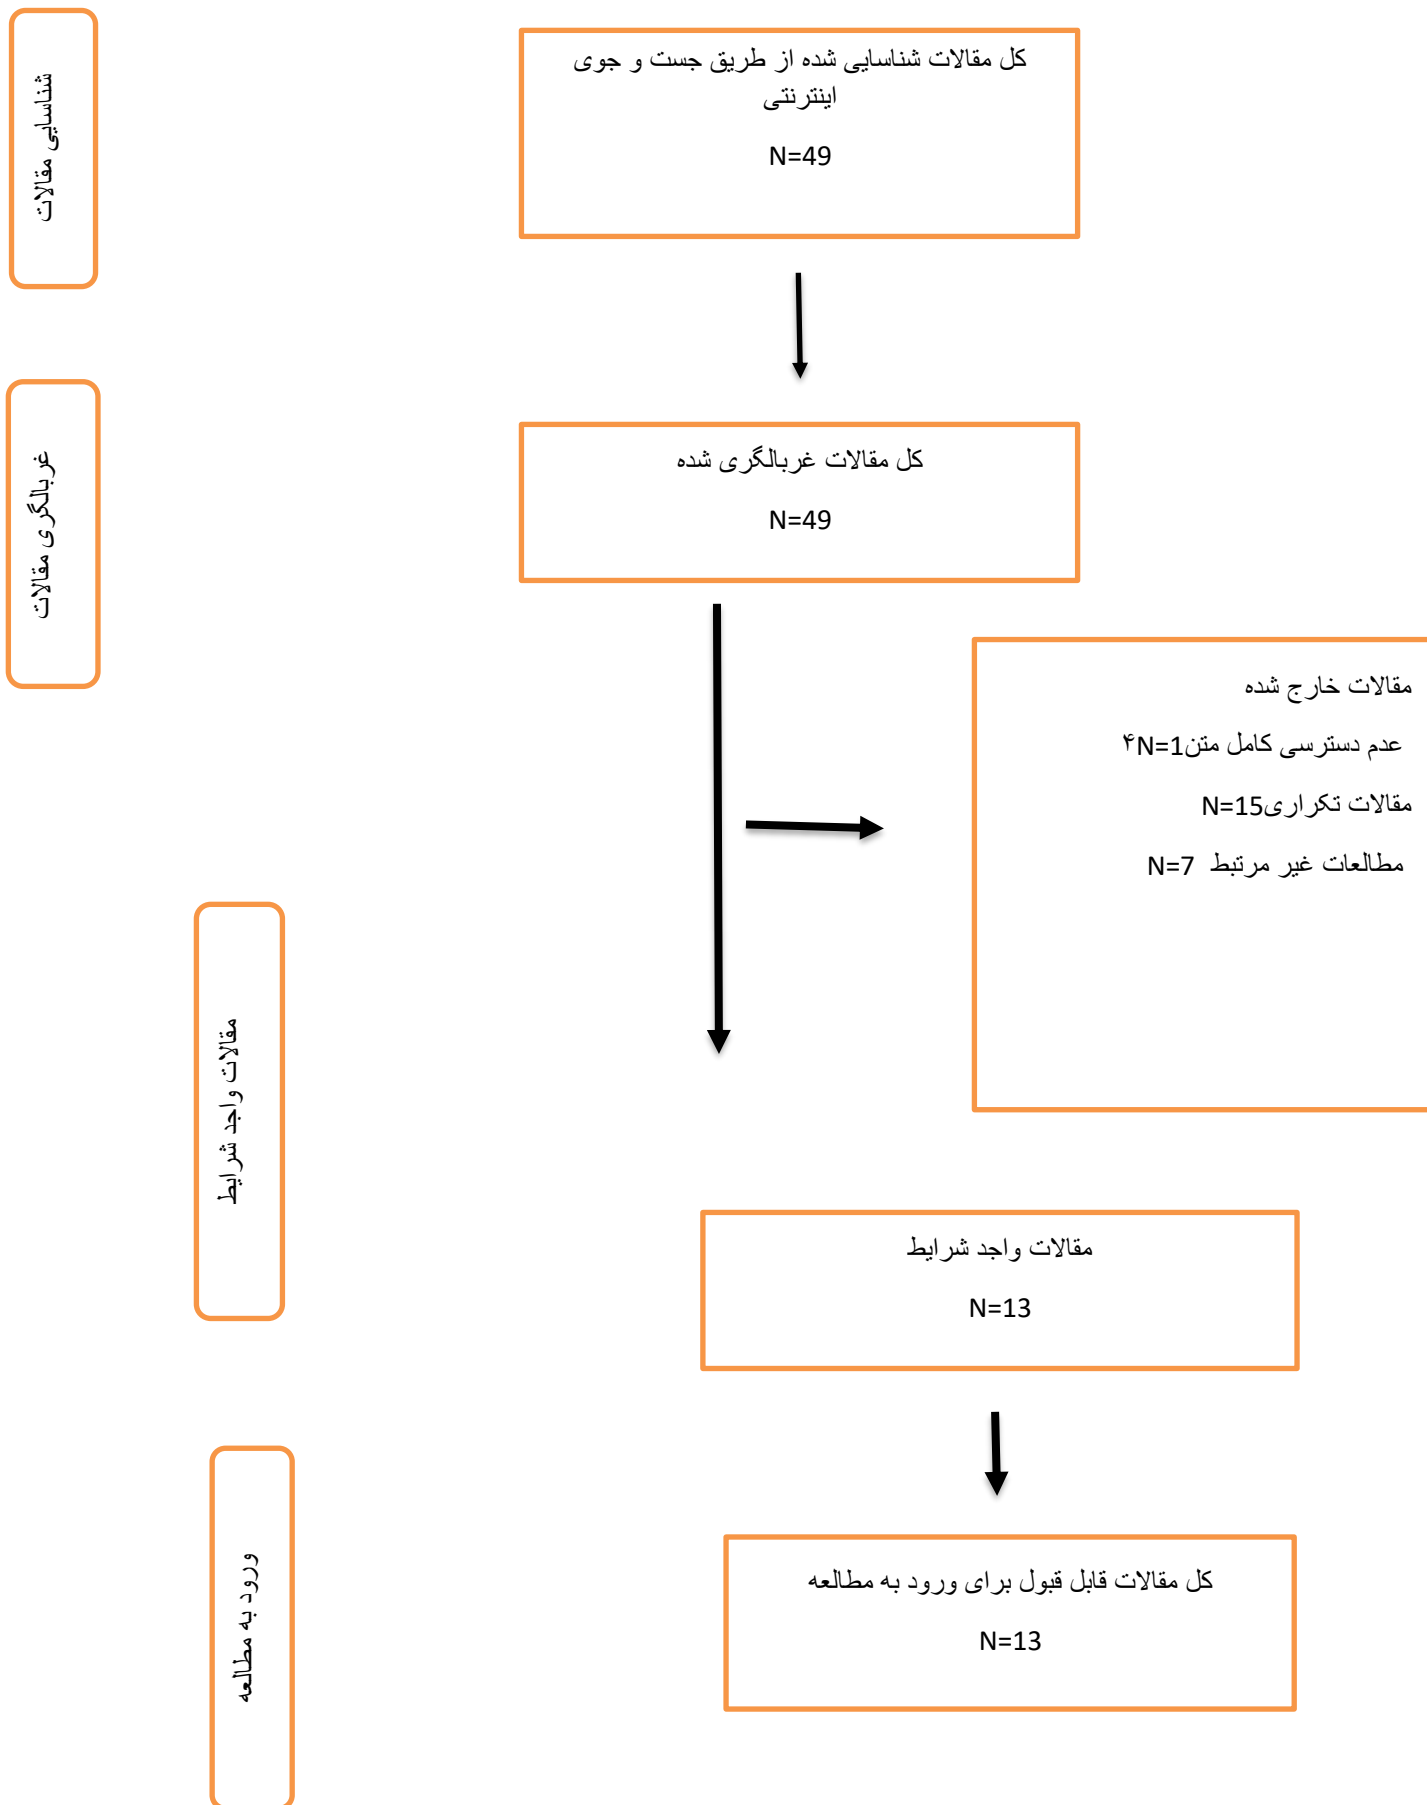 شناسایی مقالات
کل مقالات شناسایی شده از طریق جست و جوی
اینترنتی
N=49
غربالگری مقالات
کل مقالات غربالگری شده
N=49
مقالات خارج شده
عدم دسترسی کامل متنN=1۴
مقالات تکراریN=15
مطالعات غیر مرتبط N=7
مقالات واجد شرایط
مقالات واجد شرایط
N=13
ورود به مطالعه
کل مقالات قابل قبول برای ورود به مطالعه
N=13